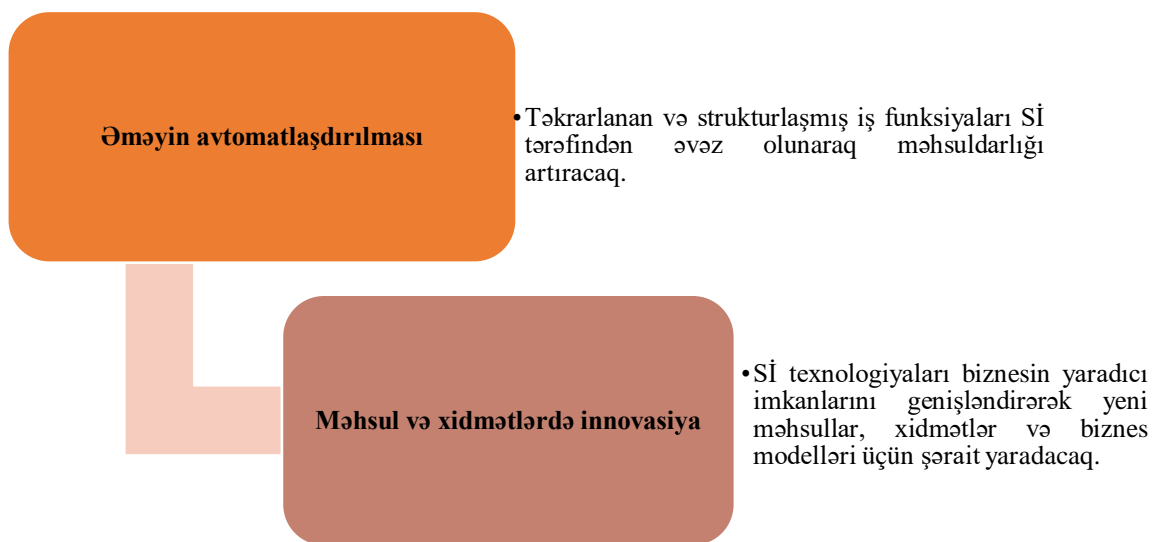 Əməyin avtomatlaşdırılması
•Təkrarlanan və strukturlaşmış iş funksiyaları Sİ
tərəfindən əvəz olunaraq məhsuldarlığı
artıracaq.
Məhsul və xidmətlərdə innovasiya
•Sİ texnologiyaları biznesin yaradıcı
imkanlarını genişləndirərək yeni
məhsullar, xidmətlər və biznes
modelləri üçün şərait yaradacaq.